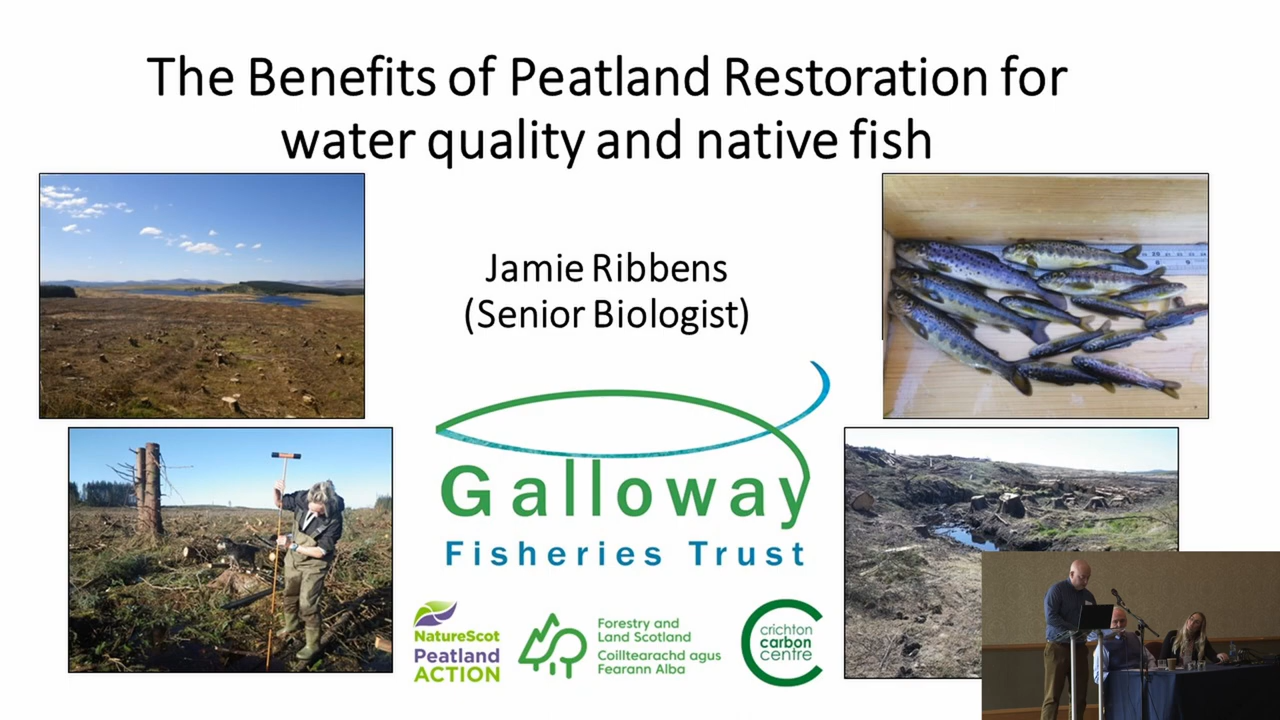 The Benefits of Peatland Restoration for
water quality and native fish
Jamie Ribbens
(Senior Biologist)
Galloway
Fisheries Trust
NatureScot
Peatland
ACTION
Forestry and
Land Scotland
Coilltearachd agus
Fearann Alba
crichton
carbon
centre